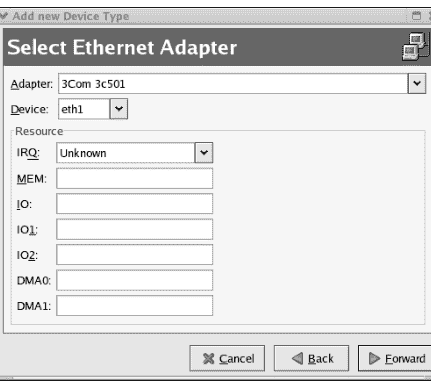 Add new Device Type
Select Ethernet Adapter
Adapter: 3Com 3c501
Device: eth1
Resource
IRQ: Unknown
MEM:
IO:
IO1:
IO2:
DMA0:
DMA1:
Cancel Back Forward